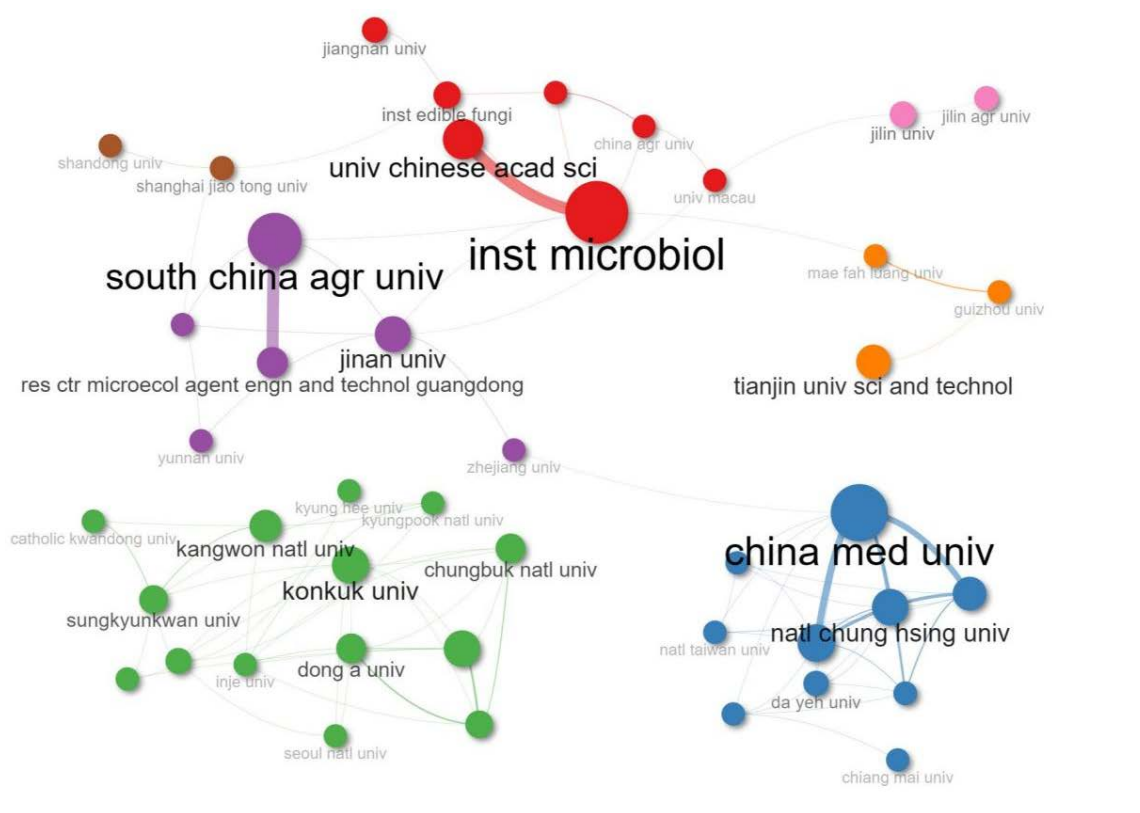 jiangnan univ
inst edible fungi
jilin agr univ
jilin univ
china agr univ
shandong univ
univ chinese acad sci
shanghai jiao tong univ
univ macau
inst microbiol
south china agr univ
mae fah luang univ
guizhou univ
jinan univ
res ctr microecol agent engn and technol guangdong
tianjin univ sci and technol
yunnan univ
zhejiang univ
kyung hee univ
kyungpook natl univ
catholic kwandong univ
kangwon natl univ
china med univ
chungbuk natl univ
konkuk univ
sungkyunkwan univ
natl chung hsing univ
natl taiwan univ
dong a univ
inje univ
da yeh univ
seoul natl univ
chiang mai univ